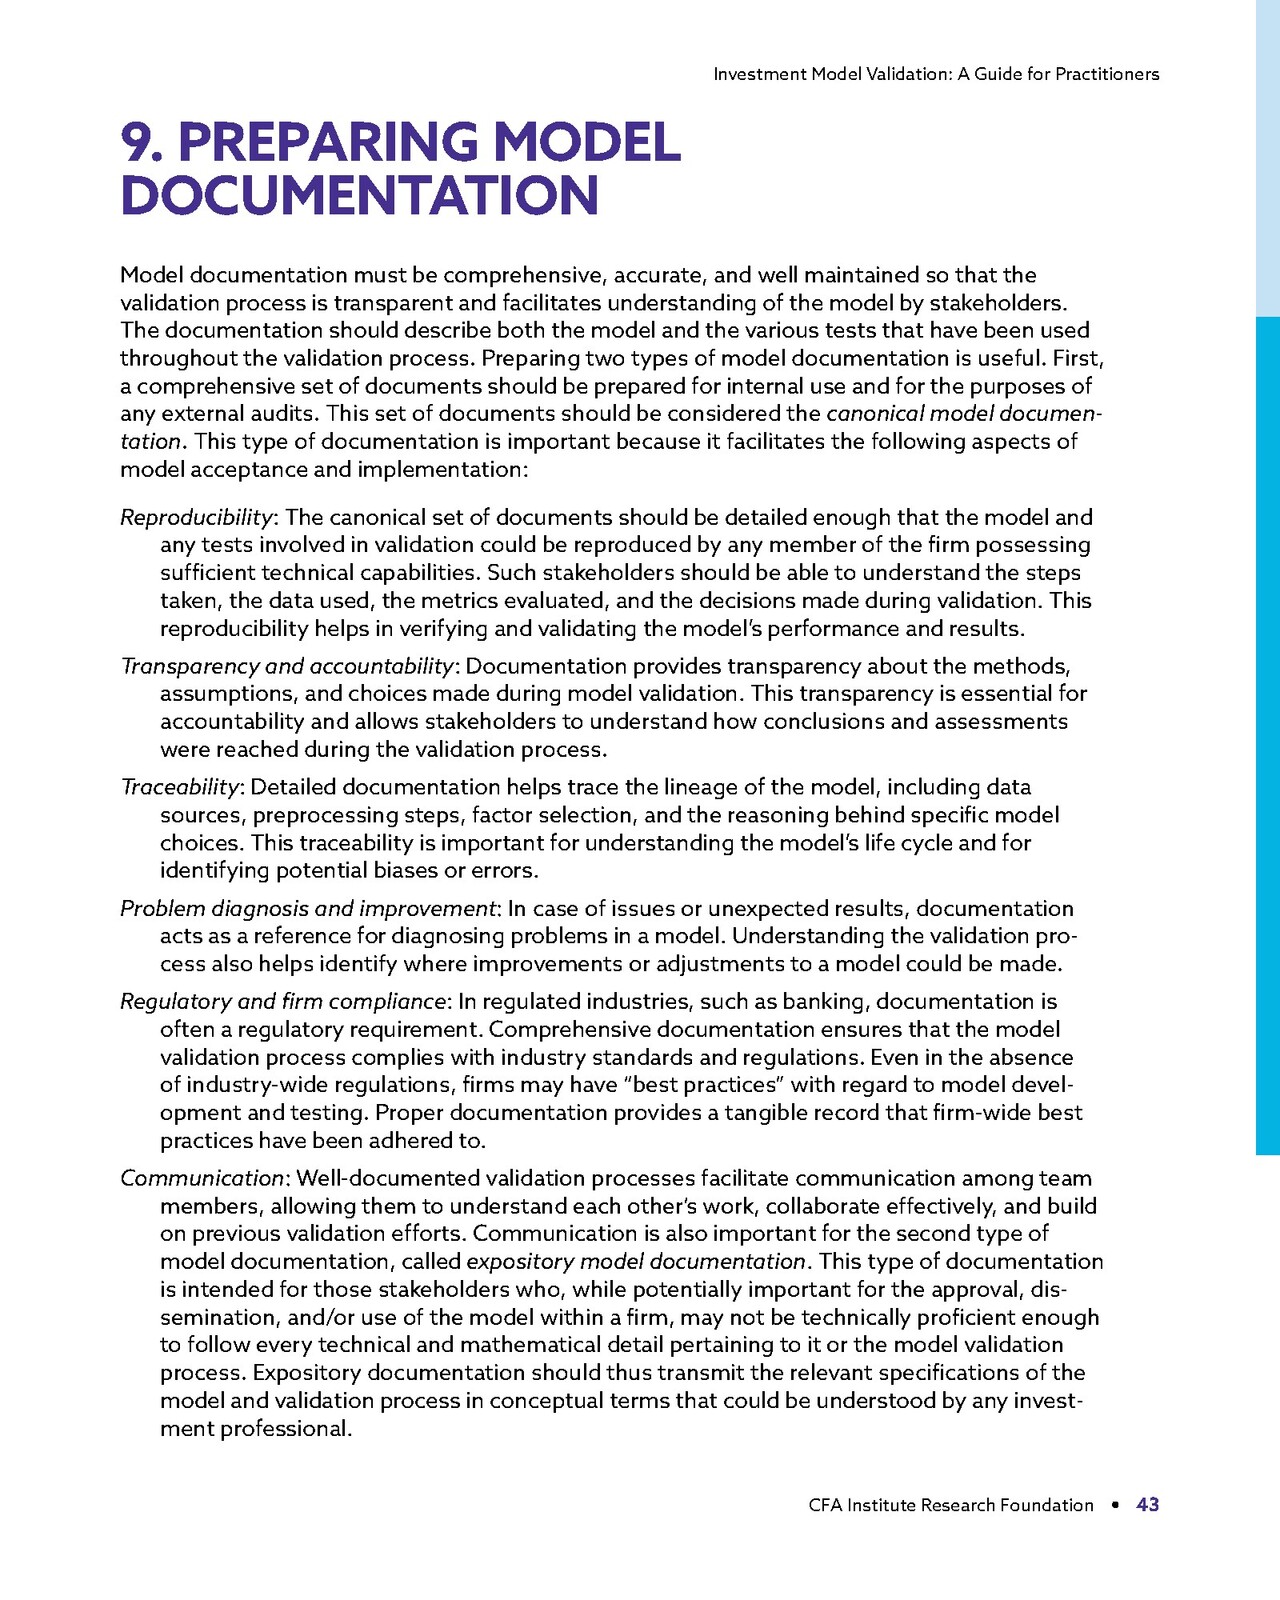 Investment Model Validation: A Guide for Practitioners
9. PREPARING MODEL
DOCUMENTATION
Model documentation must be comprehensive, accurate, and well maintained so that the
validation process is transparent and facilitates understanding of the model by stakeholders.
The documentation should describe both the model and the various tests that have been used
throughout the validation process. Preparing two types of model documentation is useful. First,
a comprehensive set of documents should be prepared for internal use and for the purposes of
any external audits. This set of documents should be considered the canonical model documen-
tation. This type of documentation is important because it facilitates the following aspects of
model acceptance and implementation:
Reproducibility: The canonical set of documents should be detailed enough that the model and
any tests involved in validation could be reproduced by any member of the firm possessing
sufficient technical capabilities. Such stakeholders should be able to understand the steps
taken, the data used, the metrics evaluated, and the decisions made during validation. This
reproducibility helps in verifying and validating the model’s performance and results.
Transparency and accountability: Documentation provides transparency about the methods,
assumptions, and choices made during model validation. This transparency is essential for
accountability and allows stakeholders to understand how conclusions and assessments
were reached during the validation process.
Traceability: Detailed documentation helps trace the lineage of the model, including data
sources, preprocessing steps, factor selection, and the reasoning behind specific model
choices. This traceability is important for understanding the model’s life cycle and for
identifying potential biases or errors.
Problem diagnosis and improvement: In case of issues or unexpected results, documentation
acts as a reference for diagnosing problems in a model. Understanding the validation pro-
cess also helps identify where improvements or adjustments to a model could be made.
Regulatory and firm compliance: In regulated industries, such as banking, documentation is
often a regulatory requirement. Comprehensive documentation ensures that the model
validation process complies with industry standards and regulations. Even in the absence
of industry-wide regulations, firms may have “best practices” with regard to model devel-
opment and testing. Proper documentation provides a tangible record that firm-wide best
practices have been adhered to.
Communication: Well-documented validation processes facilitate communication among team
members, allowing them to understand each other’s work, collaborate effectively, and build
on previous validation efforts. Communication is also important for the second type of
model documentation, called expository model documentation. This type of documentation
is intended for those stakeholders who, while potentially important for the approval, dis-
semination, and/or use of the model within a firm, may not be technically proficient enough
to follow every technical and mathematical detail pertaining to it or the model validation
process. Expository documentation should thus transmit the relevant specifications of the
model and validation process in conceptual terms that could be understood by any invest-
ment professional.
CFA Institute Research Foundation • 43